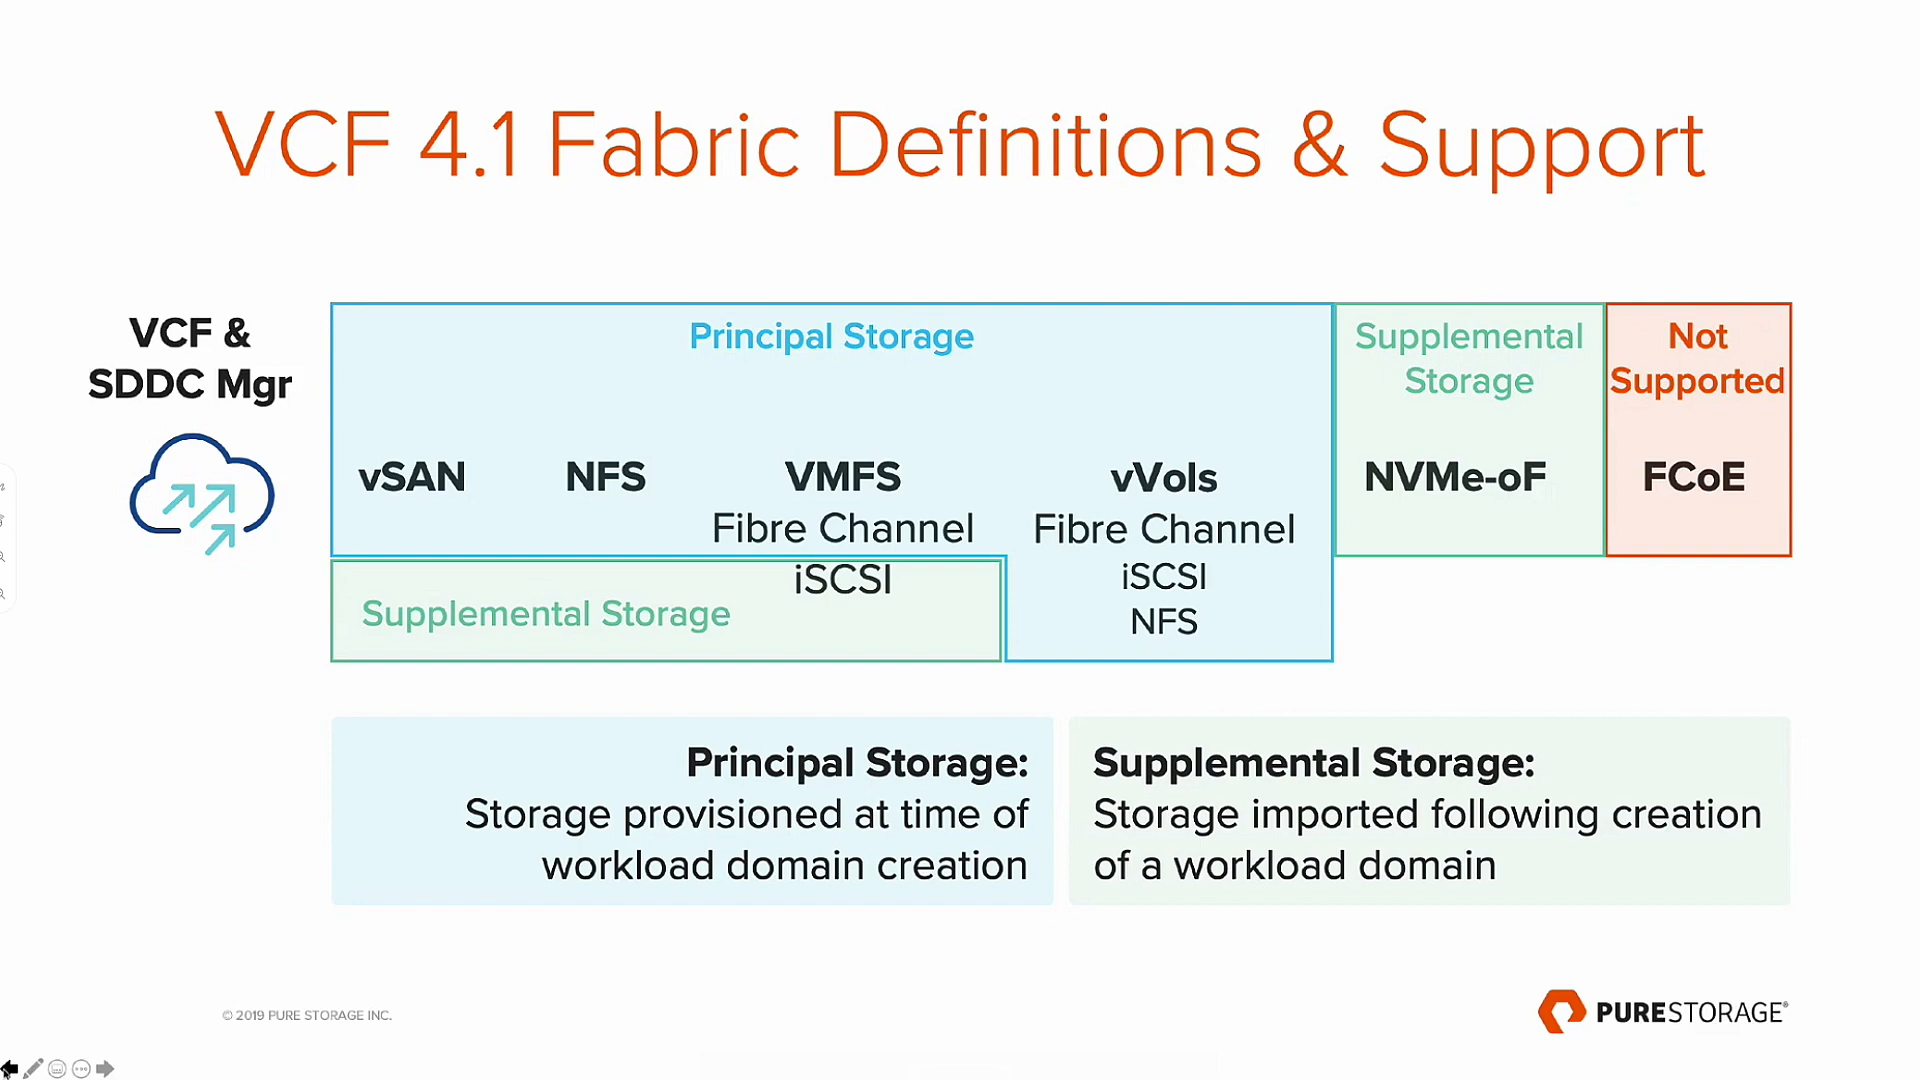 VCF 4.1 Fabric Definitions & Support
VCF &
SDDC Mgr
Principal Storage
vSAN
NFS
VMFS
Fibre Channel
iSCSI
vVols
Fibre Channel
iSCSI
NFS
Supplemental Storage
Supplemental
Storage
NVMe-oF
Not
Supported
FCoE
Principal Storage:
Storage provisioned at time of
workload domain creation
Supplemental Storage:
Storage imported following creation
of a workload domain
© 2019 PURE STORAGE INC.
PURESTORAGE®